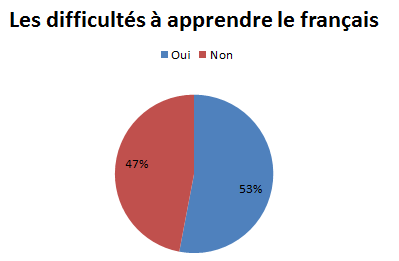 Les difficultés à apprendre le français
Oui Non
47%
53%